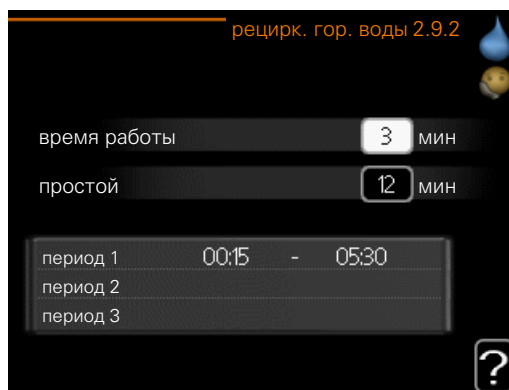 рецирк. гор. воды 2.9.2
время работы 3 мин
простой 12 мин
период 1 00:15 - 05:30
период 2
период 3
?